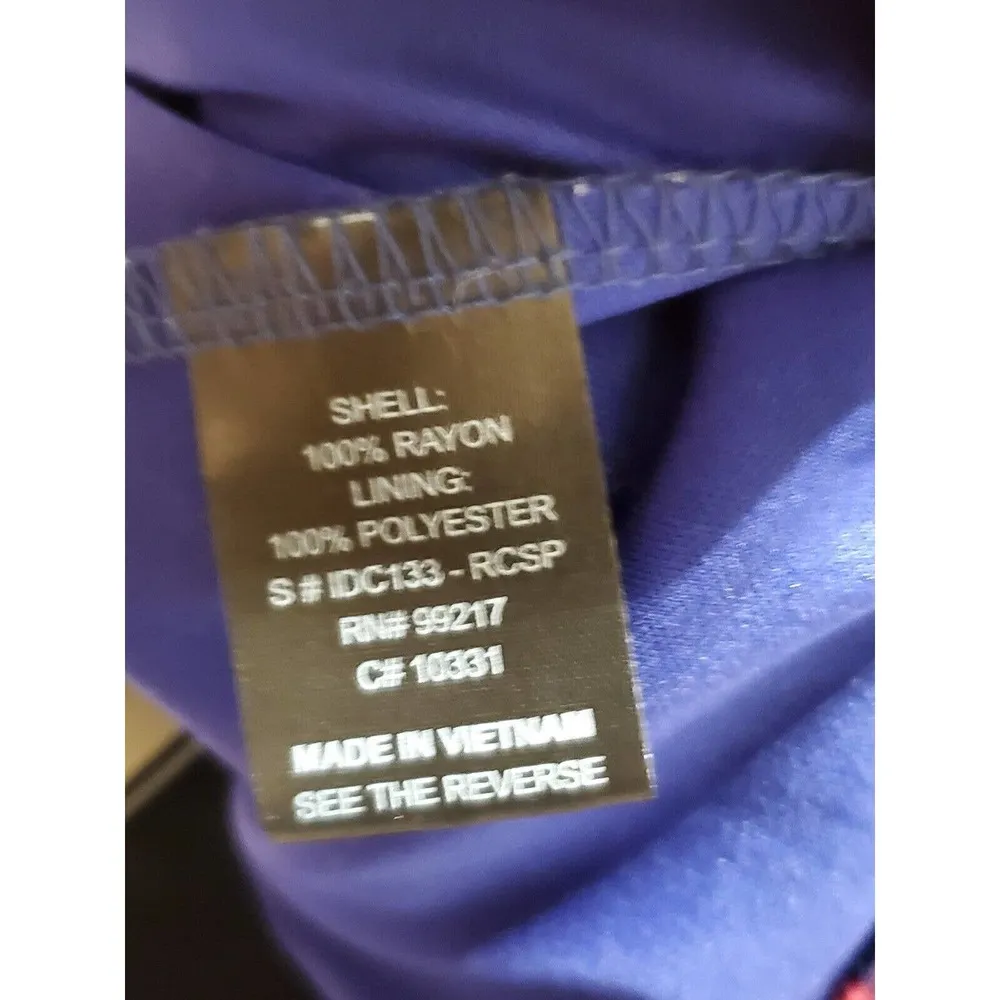 SHELL:
100% RAYON
LINING:
100% POLYESTER
S # IDC133 - RCSP
RN# 99217
C# 10331
MADE IN VIETNAM
SEE THE REVERSE